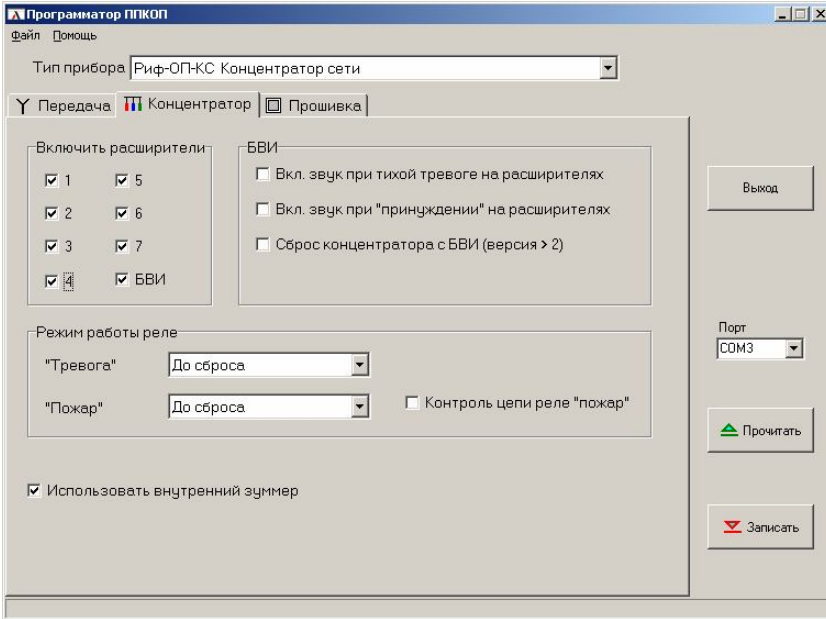 Программатор ППКОП
Файл Помощь
Тип прибора Риф-ОП-КС Концентратор сети
Передача Концентратор Прошивка
Включить расширители
1 5
2 6
3 7
4 БВИ
БВИ
Вкл. звук при тихой тревоге на расширителях
Вкл. звук при "принуждении" на расширителях
Сброс концентратора с БВИ (версия > 2)
Режим работы реле
"Тревога" До сброса
"Пожар" До сброса Контроль цепи реле "пожар"
Использовать внутренний зуммер
Выход
Порт
COM3
Прочитать
Записать